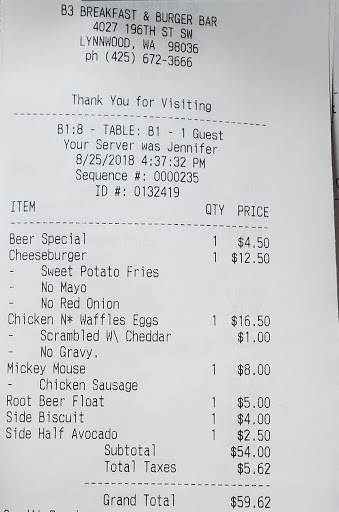 B3 BREAKFAST & BURGER BAR
4027 196TH ST SW
LYNNWOOD, WA 98036
ph (425) 672-3666
Thank You for Visiting
B1:8 - TABLE: B1 - 1 Guest
Your Server was Jennifer
8/25/2018 4:37:32 PM
Sequence #: 0000235
ID #: 0132419
ITEM QTY PRICE
Beer Special 1 $4.50
Cheeseburger 1 $12.50
- Sweet Potato Fries
- No Mayo
- No Red Onion
Chicken N* Waffles Eggs 1 $16.50
- Scrambled W\ Cheddar $1.00
- No Gravy.
Mickey Mouse 1 $8.00
- Chicken Sausage
Root Beer Float 1 $5.00
Side Biscuit 1 $4.00
Side Half Avocado 1 $2.50
Subtotal $54.00
Total Taxes $5.62
Grand Total $59.62